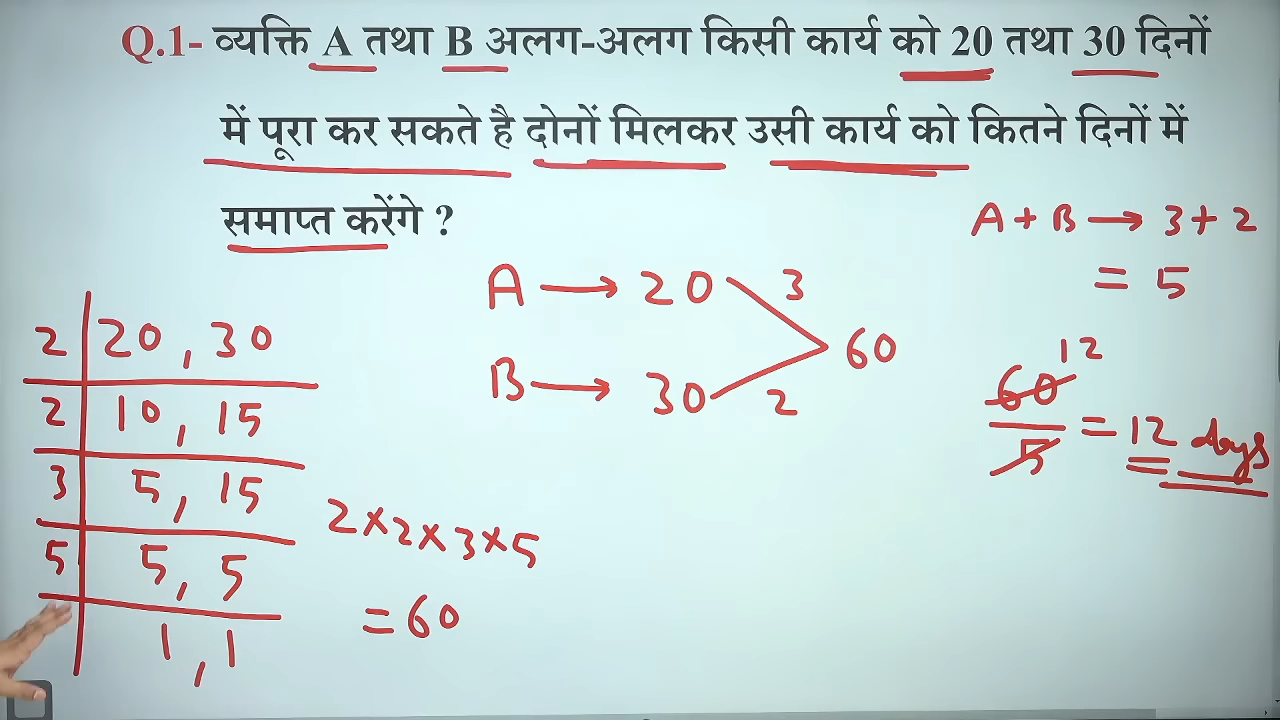 Q.1- व्यक्ति A तथा B अलग-अलग किसी कार्य को 20 तथा 30 दिनों
में पूरा कर सकते है दोनों मिलकर उसी कार्य को कितने दिनों में
समाप्त करेंगे ?
A + B → 3 + 2
= 5
A → 20 3
60
B → 30 2
60 12
5
= 12 days
2 20 , 30
2 10 , 15
3 5 , 15
5 5 , 5
1 , 1
2×2×3×5
= 60